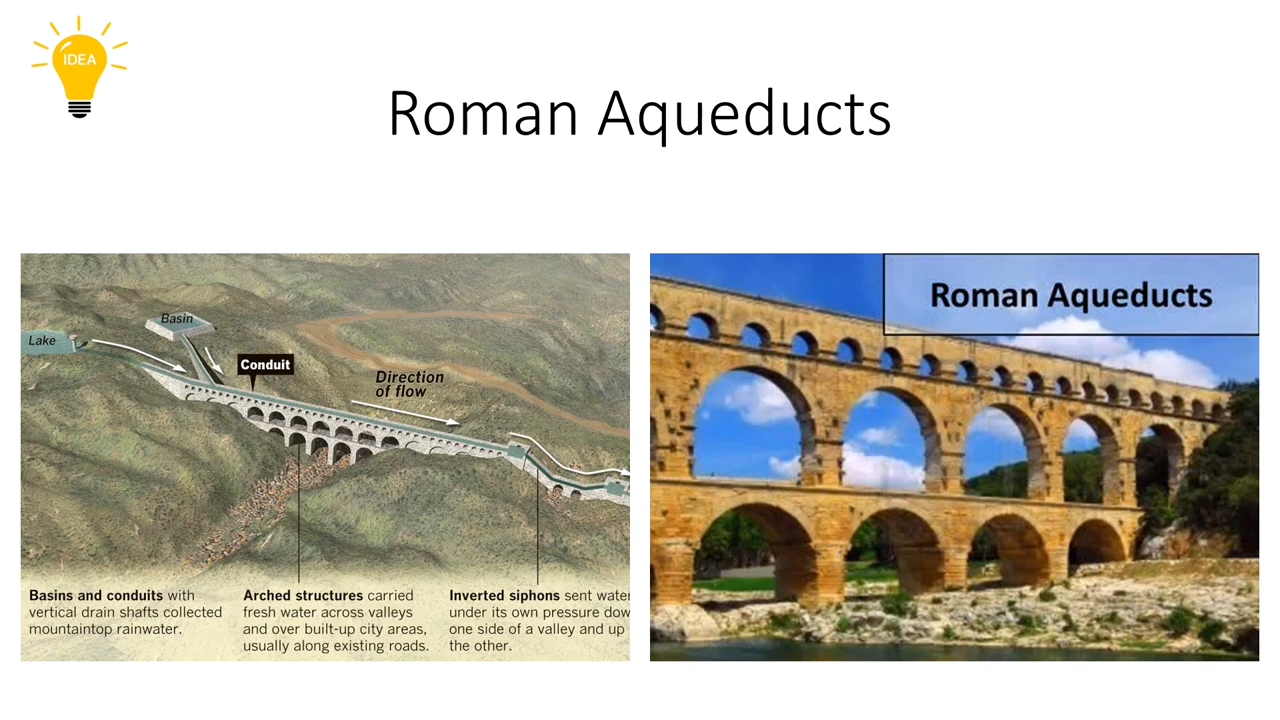 IDEA
Roman Aqueducts
Lake
Basin
Conduit
Direction
of flow
Basins and conduits with
vertical drain shafts collected
mountaintop rainwater.
Arched structures carried
fresh water across valleys
and over built-up city areas,
usually along existing roads.
Inverted siphons sent water
under its own pressure dow
one side of a valley and up
the other.
Roman Aqueducts